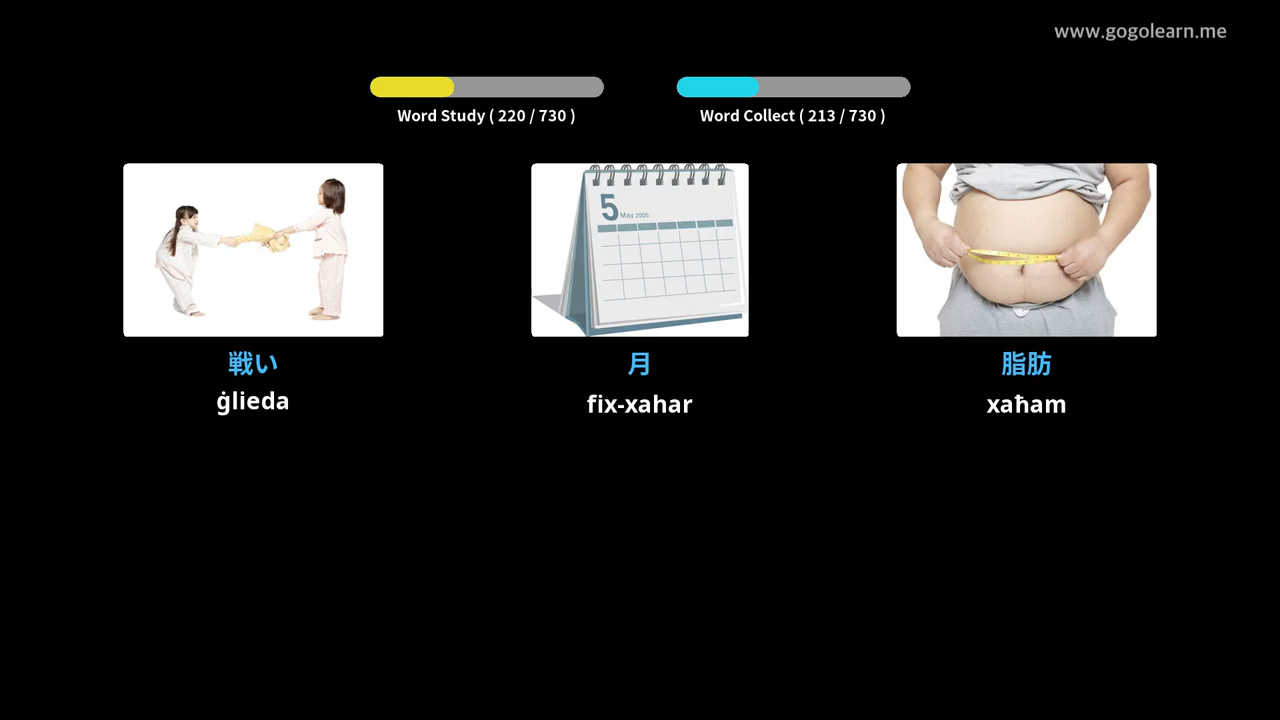 www.gogolearn.me
Word Study ( 220 / 730 )
Word Collect ( 213 / 730 )
5 May 2005
戦い
月
脂肪
ġlieda
fix-xahar
xaħam